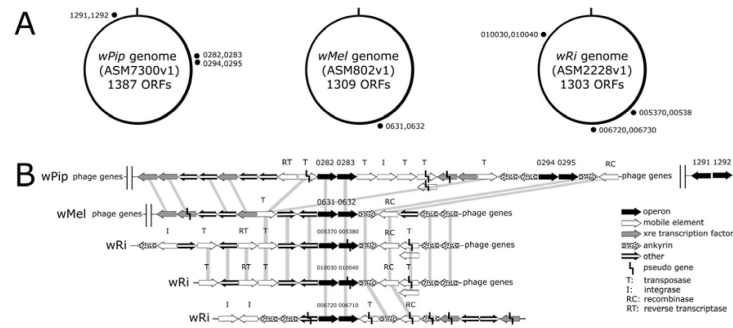 A
1291,1292
wPip genome
(ASM7300v1)
1387 ORFs
0282,0283
0294,0295
wMel genome
(ASM802v1)
1309 ORFs
0631,0632
010030,010040
wRi genome
(ASM2228v1)
1303 ORFs
005370,00538
006720,006730
B
RT T 0282 0283 T I T T T 0294 0295 RC 1291 1292
wPip phage genes phage genes
T 0631 0632 RC
wMel phage genes phage genes
I RT T 005370 005380 RC T
wRi phage genes
T RT T 010030 010040 RC T
wRi phage genes
I I 006720 006710 T RC
wRi
operon
mobile element
xre transcription factor
ankyrin
other
pseudo gene
T: transposase
I: integrase
RC: recombinase
RT: reverse transcriptase